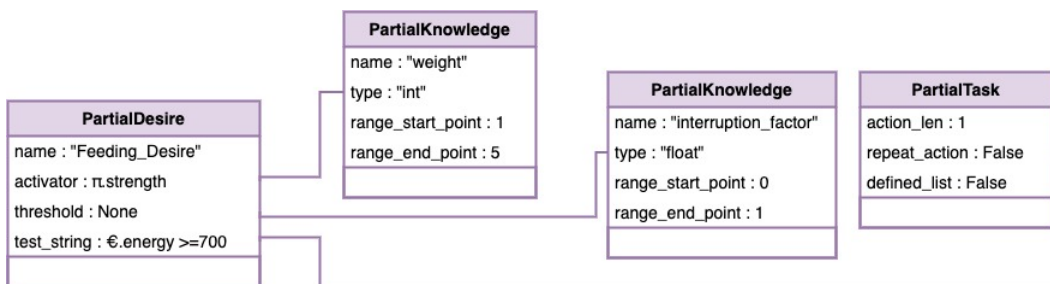 PartialKnowledge
name : "weight"
type : "int"
range_start_point : 1
range_end_point : 5
PartialKnowledge
name : "interruption_factor"
type : "float"
range_start_point : 0
range_end_point : 1
PartialTask
action_len : 1
repeat_action : False
defined_list : False
PartialDesire
name : "Feeding_Desire"
activator : π.strength
threshold : None
test_string : €.energy >=700